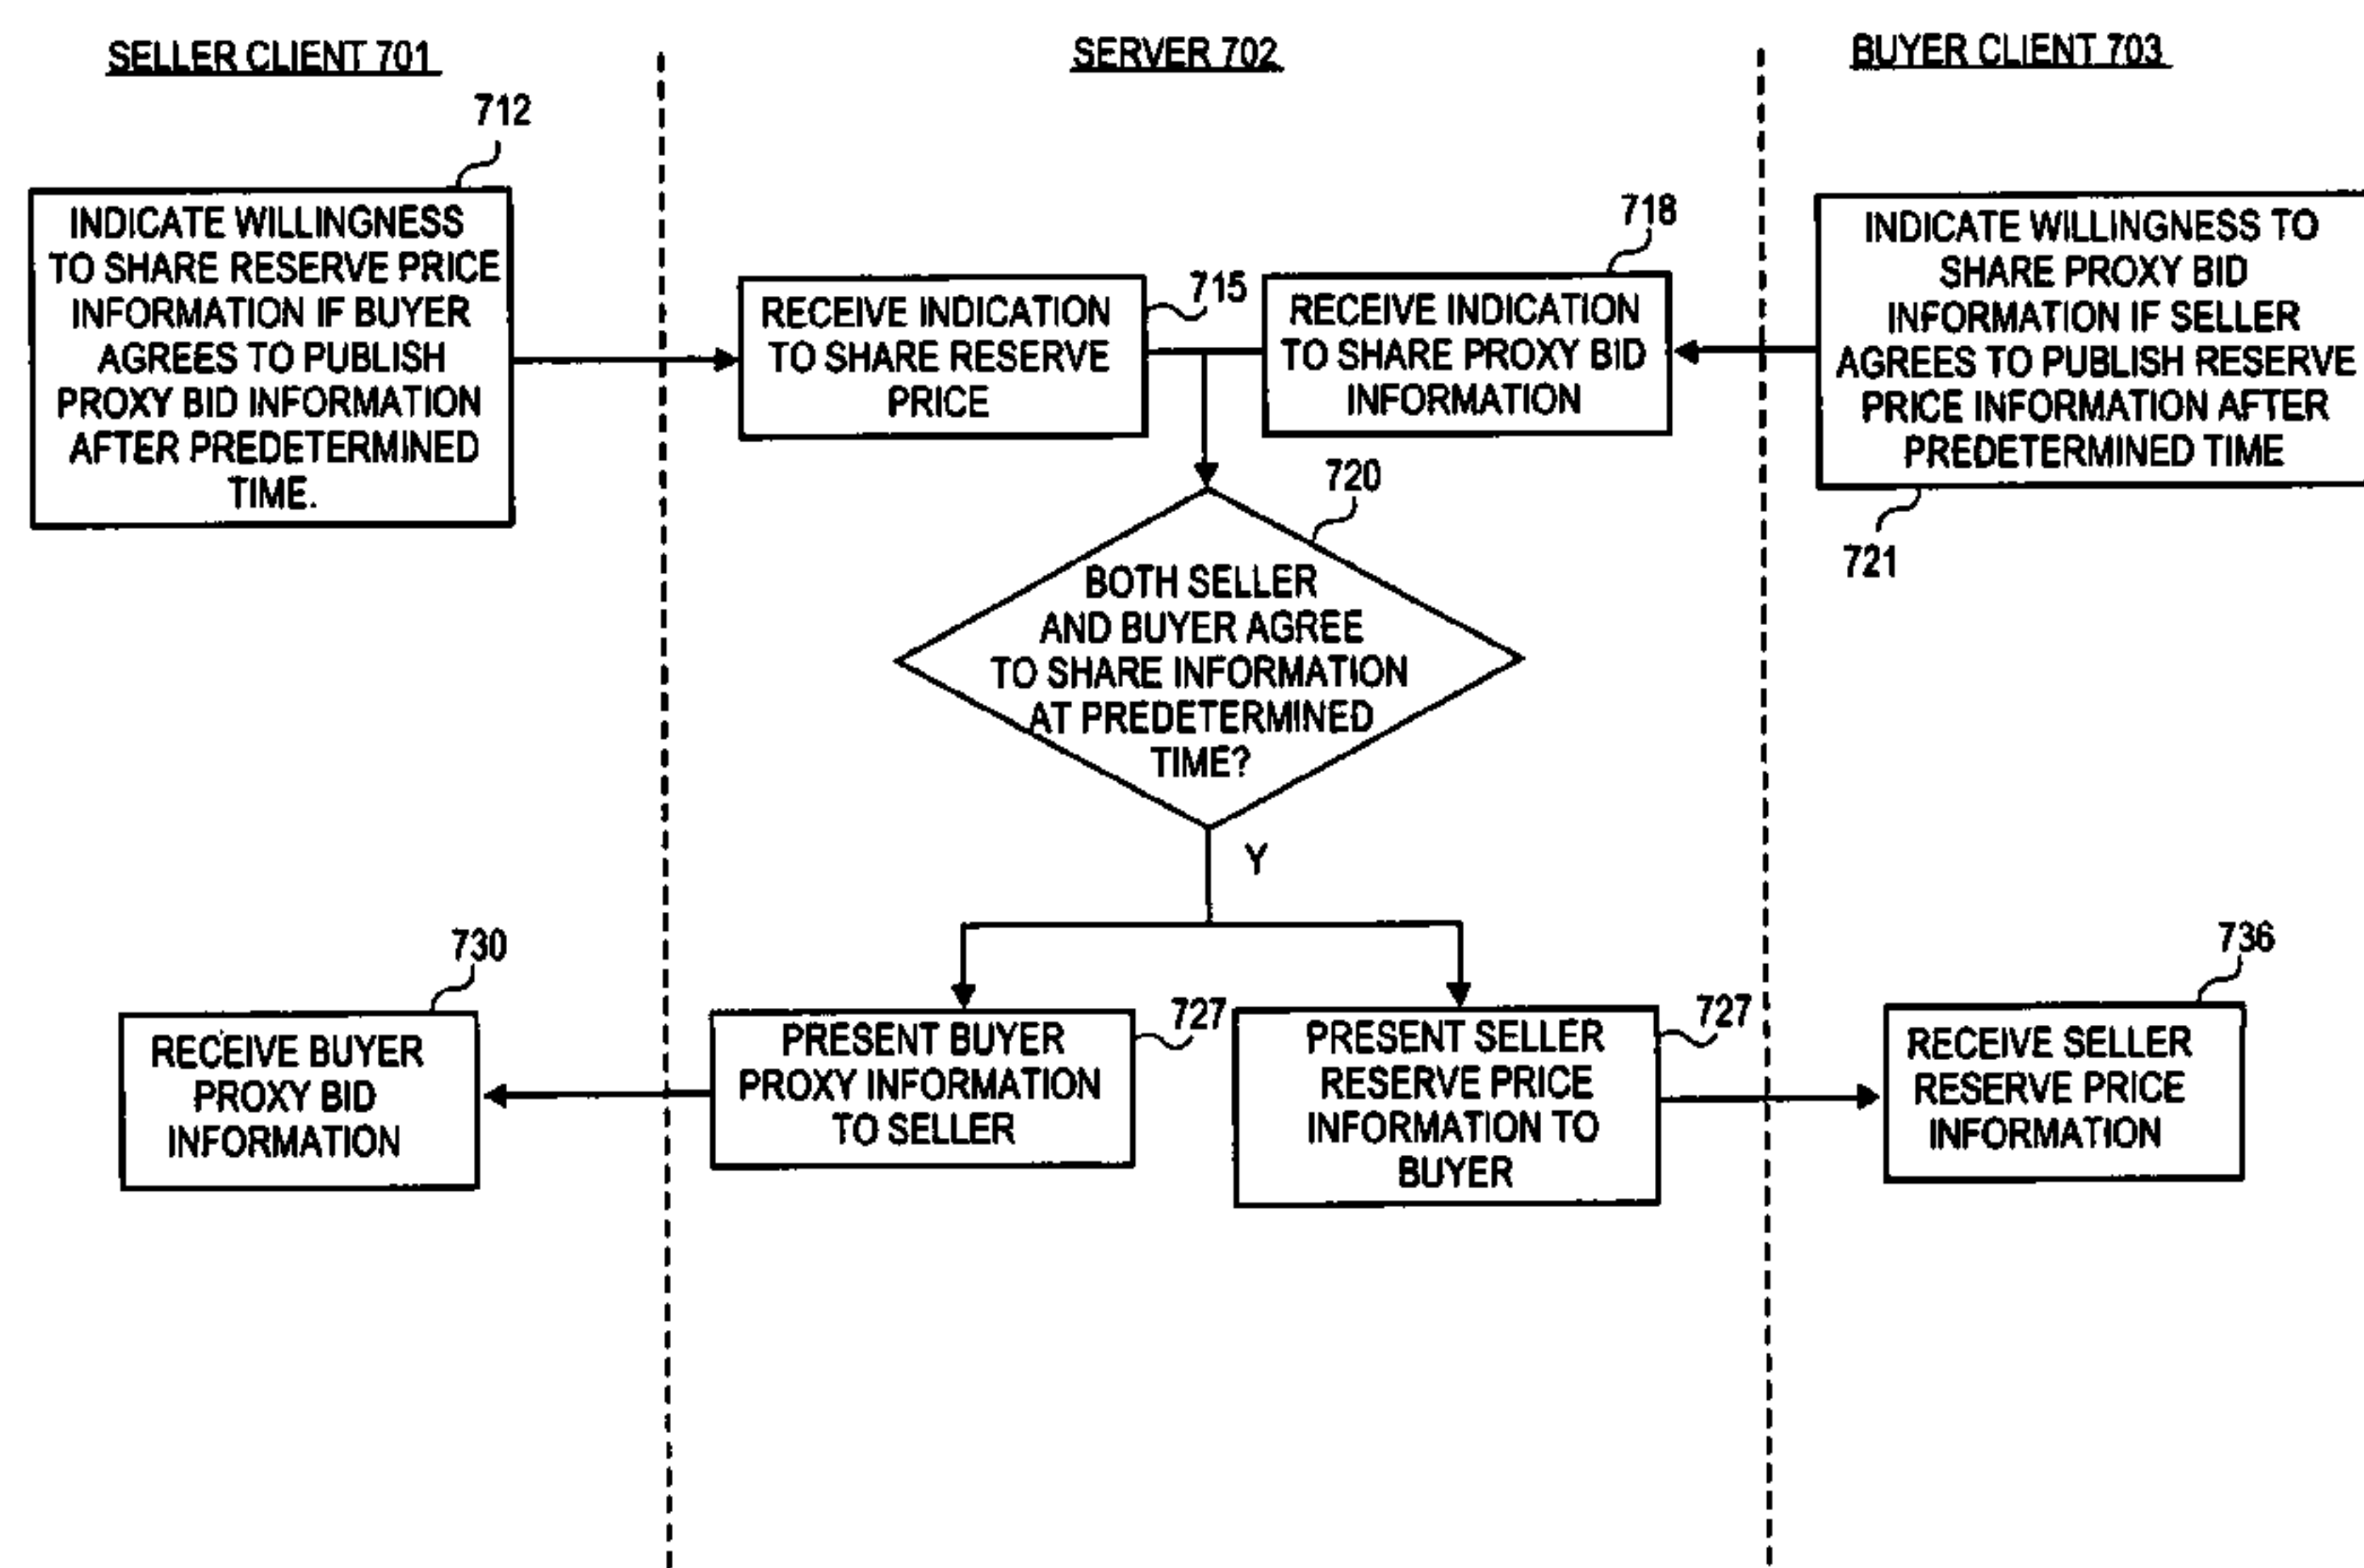 SELLER CLIENT 701
SERVER 702
BUYER CLIENT 703
712
INDICATE WILLINGNESS
TO SHARE RESERVE PRICE
INFORMATION IF BUYER
AGREES TO PUBLISH
PROXY BID INFORMATION
AFTER PREDETERMINED
TIME.
715
RECEIVE INDICATION
TO SHARE RESERVE
PRICE
718
RECEIVE INDICATION
TO SHARE PROXY BID
INFORMATION
INDICATE WILLINGNESS TO
SHARE PROXY BID
INFORMATION IF SELLER
AGREES TO PUBLISH RESERVE
PRICE INFORMATION AFTER
PREDETERMINED TIME
721
720
BOTH SELLER
AND BUYER AGREE
TO SHARE INFORMATION
AT PREDETERMINED
TIME?
Y
730
RECEIVE BUYER
PROXY BID
INFORMATION
727
PRESENT BUYER
PROXY INFORMATION
TO SELLER
727
PRESENT SELLER
RESERVE PRICE
INFORMATION TO
BUYER
736
RECEIVE SELLER
RESERVE PRICE
INFORMATION